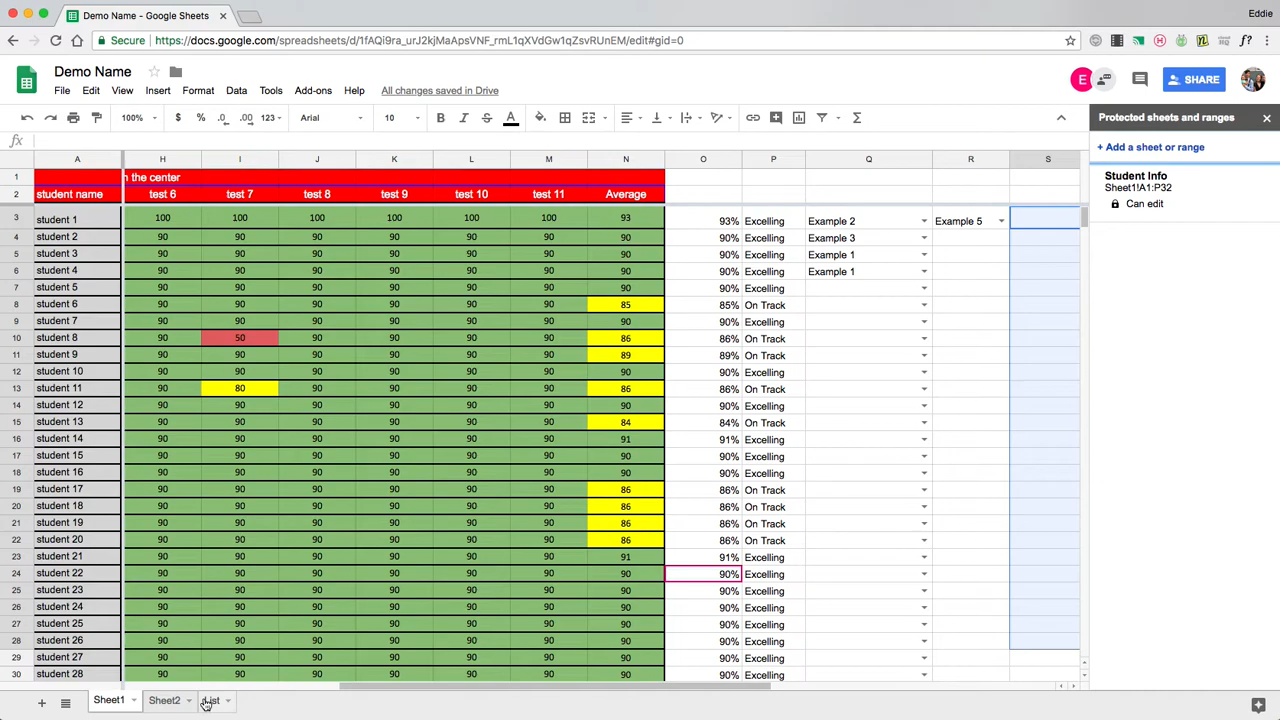 Demo Name - Google Sheets
Eddie
Secure https://docs.google.com/spreadsheets/d/1fAQi9ra_urJ2kjMaApsVNF_rmL1qXVdGw1qZsvRUnEM/edit#gid=0
Demo Name
File Edit View Insert Format Data Tools Add-ons Help All changes saved in Drive
E SHARE
100% $ % .0 .00 123 Arial 10 B I S A
fx
Protected sheets and ranges
+ Add a sheet or range
Student Info
Sheet1!A1:P32
Can edit
A H I J K L M N O P Q R S
1 n the center
2 student name test 6 test 7 test 8 test 9 test 10 test 11 Average
3 student 1 100 100 100 100 100 100 93 93% Excelling Example 2 Example 5
4 student 2 90 90 90 90 90 90 90 90% Excelling Example 3
5 student 3 90 90 90 90 90 90 90 90% Excelling Example 1
6 student 4 90 90 90 90 90 90 90 90% Excelling Example 1
7 student 5 90 90 90 90 90 90 90 90% Excelling
8 student 6 90 90 90 90 90 90 85 85% On Track
9 student 7 90 90 90 90 90 90 90 90% Excelling
10 student 8 90 50 90 90 90 90 86 86% On Track
11 student 9 90 90 90 90 90 90 89 89% On Track
12 student 10 90 90 90 90 90 90 90 90% Excelling
13 student 11 90 80 90 90 90 90 86 86% On Track
14 student 12 90 90 90 90 90 90 90 90% Excelling
15 student 13 90 90 90 90 90 90 84 84% On Track
16 student 14 90 90 90 90 90 90 91 91% Excelling
17 student 15 90 90 90 90 90 90 90 90% Excelling
18 student 16 90 90 90 90 90 90 90 90% Excelling
19 student 17 90 90 90 90 90 90 86 86% On Track
20 student 18 90 90 90 90 90 90 86 86% On Track
21 student 19 90 90 90 90 90 90 86 86% On Track
22 student 20 90 90 90 90 90 90 86 86% On Track
23 student 21 90 90 90 90 90 90 91 91% Excelling
24 student 22 90 90 90 90 90 90 90 90% Excelling
25 student 23 90 90 90 90 90 90 90 90% Excelling
26 student 24 90 90 90 90 90 90 90 90% Excelling
27 student 25 90 90 90 90 90 90 90 90% Excelling
28 student 26 90 90 90 90 90 90 90 90% Excelling
29 student 27 90 90 90 90 90 90 90 90% Excelling
30 student 28 90 90 90 90 90 90 90 90% Excelling
+ Sheet1 Sheet2 List